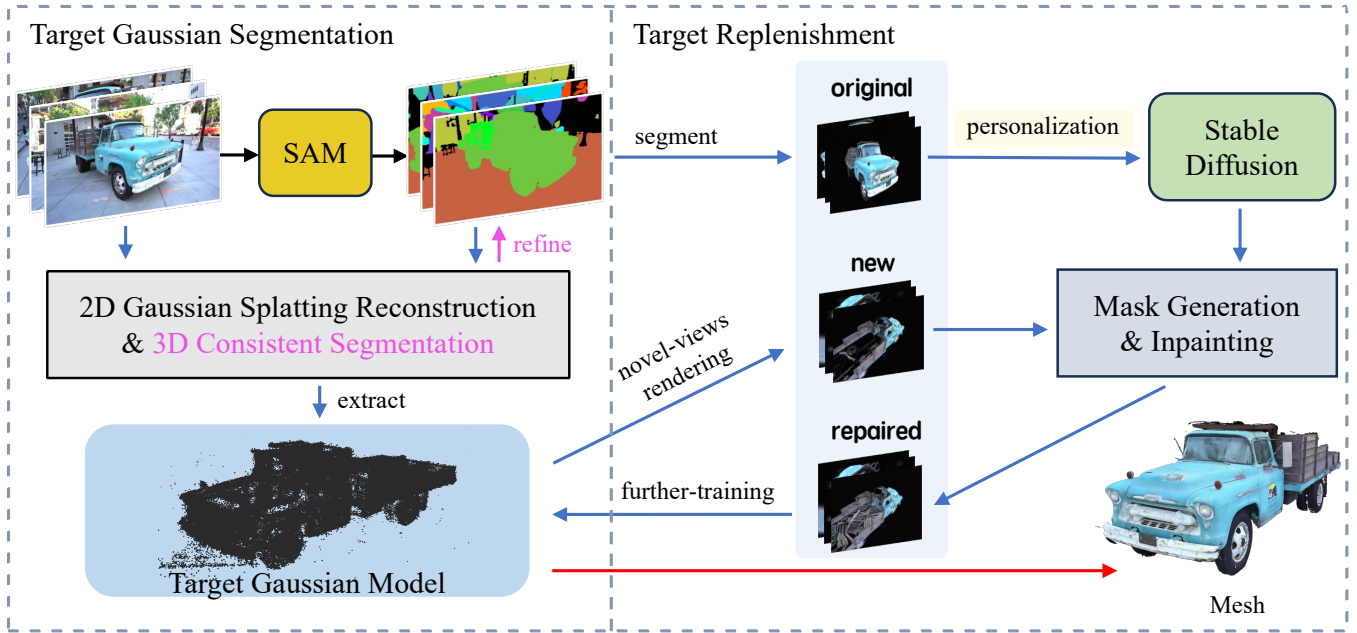 Target Gaussian Segmentation
SAM
refine
2D Gaussian Splatting Reconstruction
& 3D Consistent Segmentation
extract
Target Gaussian Model
Target Replenishment
segment
original
personalization
Stable
Diffusion
new
novel-views
rendering
Mask Generation
& Inpainting
repaired
further-training
Mesh